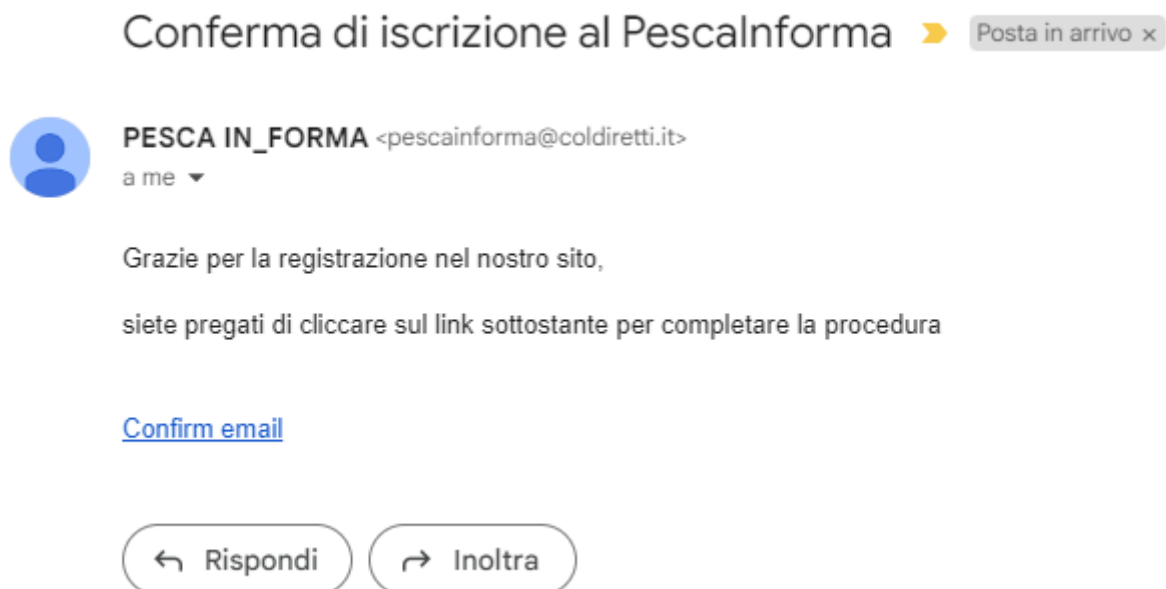 Conferma di iscrizione al PescaInforma Posta in arrivo ×
PESCA IN_FORMA <pescainforma@coldiretti.it>
a me
Grazie per la registrazione nel nostro sito,
siete pregati di cliccare sul link sottostante per completare la procedura
Confirm email
Rispondi Inoltra